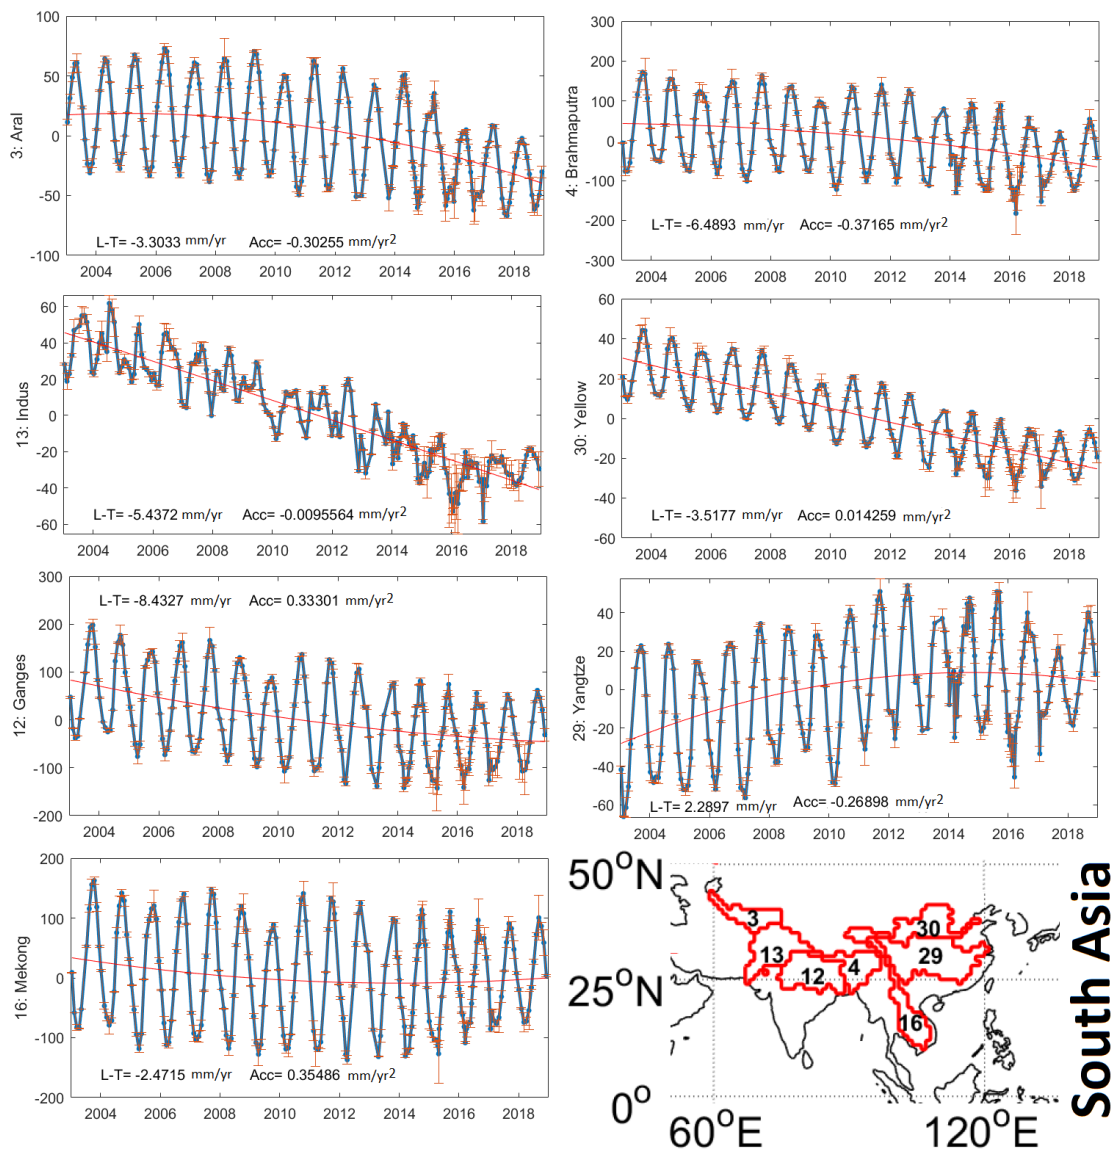 100
50
0
-50
-100
3: Aral
L-T= -3.3033 mm/yr Acc= -0.30255 mm/yr2
2004 2006 2008 2010 2012 2014 2016 2018
300
200
100
0
-100
-200
-300
4: Brahmaputra
L-T= -6.4893 mm/yr Acc= -0.37165 mm/yr2
2004 2006 2008 2010 2012 2014 2016 2018
60
40
20
0
-20
-40
-60
13: Indus
L-T= -5.4372 mm/yr Acc= -0.0095564 mm/yr2
2004 2006 2008 2010 2012 2014 2016 2018
60
40
20
0
-20
-40
-60
30: Yellow
L-T= -3.5177 mm/yr Acc= 0.014259 mm/yr2
2004 2006 2008 2010 2012 2014 2016 2018
300
200
100
0
-100
-200
12: Ganges
L-T= -8.4327 mm/yr Acc= 0.33301 mm/yr2
2004 2006 2008 2010 2012 2014 2016 2018
40
20
0
-20
-40
-60
29: Yangtze
L-T= 2.2897 mm/yr Acc= -0.26898 mm/yr2
2004 2006 2008 2010 2012 2014 2016 2018
200
100
0
-100
-200
16: Mekong
L-T= -2.4715 mm/yr Acc= 0.35486 mm/yr2
2004 2006 2008 2010 2012 2014 2016 2018
50oN
25oN
0o
60oE 120oE
3
30
13
29
12
4
16
South Asia